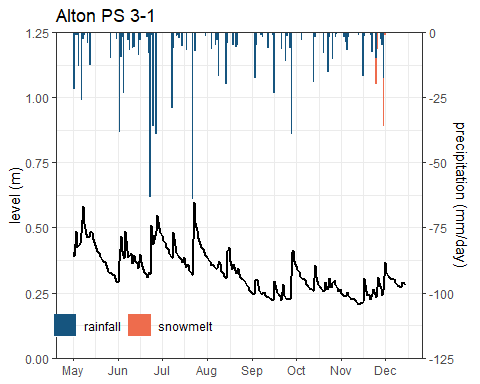 Alton PS 3-1
1.25
1.00
0.75
0.50
0.25
0.00
level (m)
0
-25
-50
-75
-100
-125
precipitation (mm/day)
rainfall
snowmelt
May Jun Jul Aug Sep Oct Nov Dec